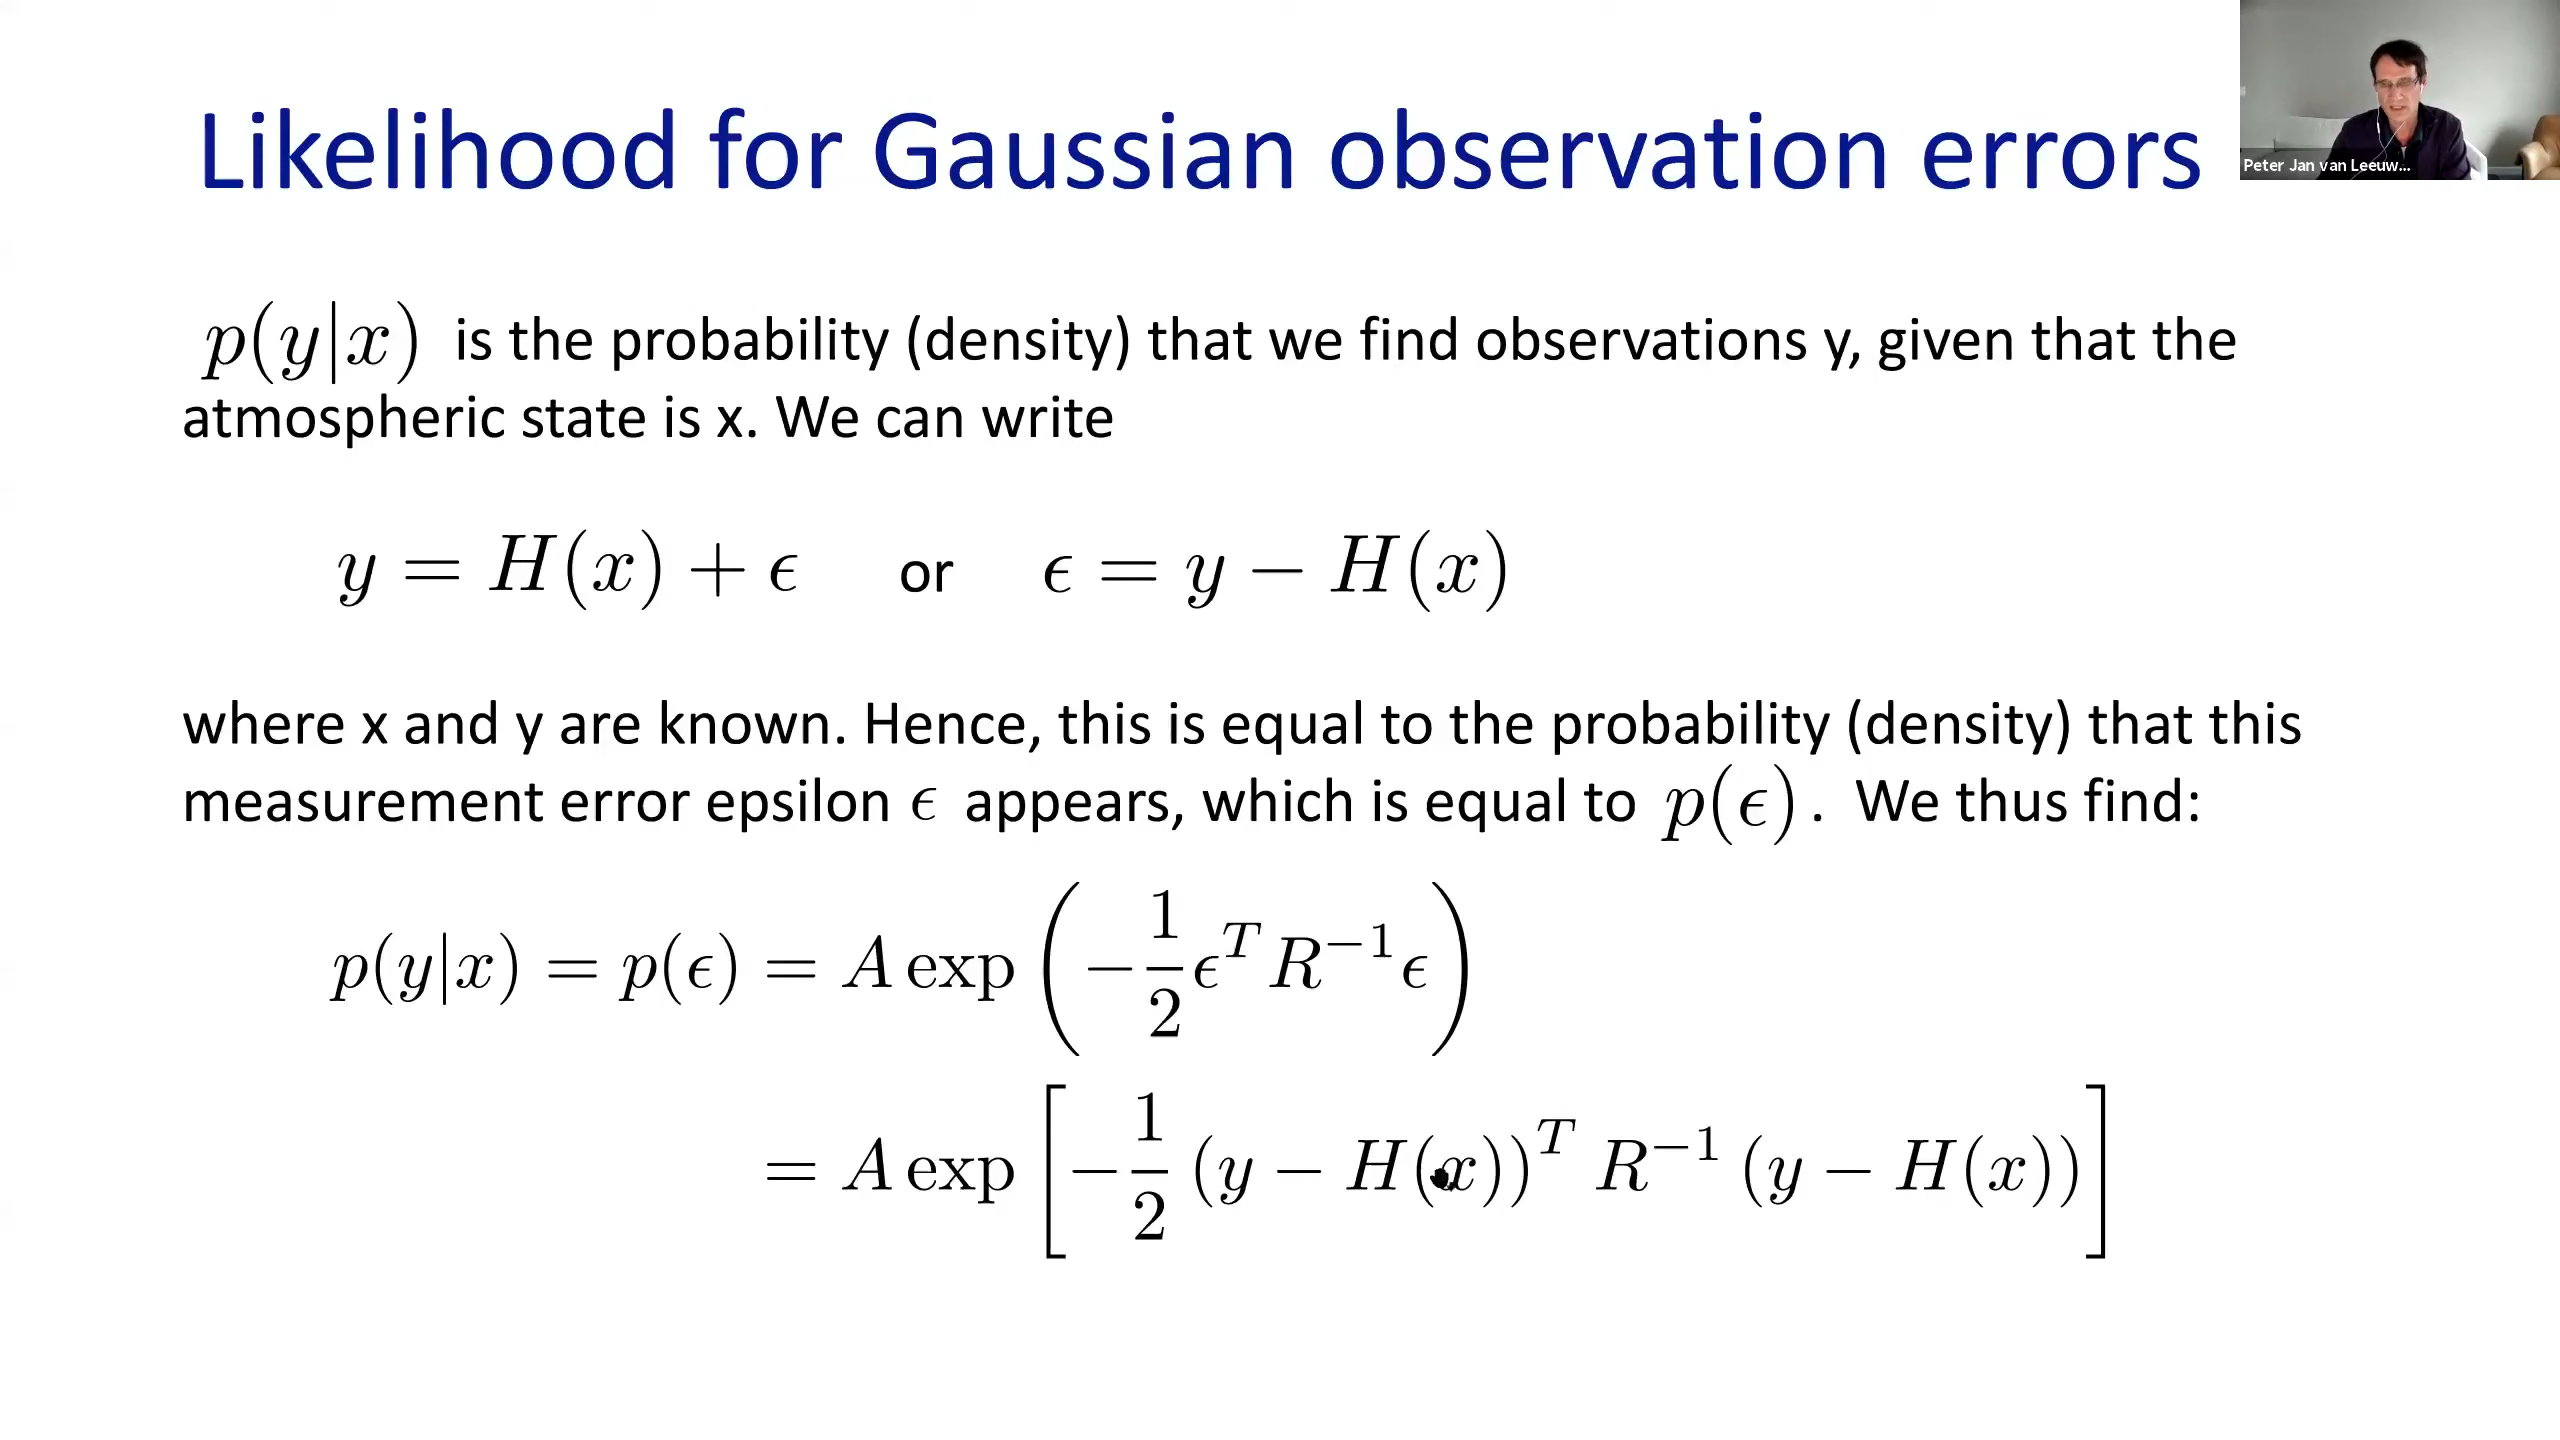 Likelihood for Gaussian observation errors
Peter Jan van Leeuw...
p(y|x) is the probability (density) that we find observations y, given that the
atmospheric state is x. We can write
y = H(x) + ϵ or ϵ = y − H(x)
where x and y are known. Hence, this is equal to the probability (density) that this
measurement error epsilon ϵ appears, which is equal to p(ϵ). We thus find:
p(y|x) = p(ϵ) = A exp (−1/2 ϵ^T R^−1 ϵ)
= A exp [−1/2 (y − H(x))^T R^−1 (y − H(x))]